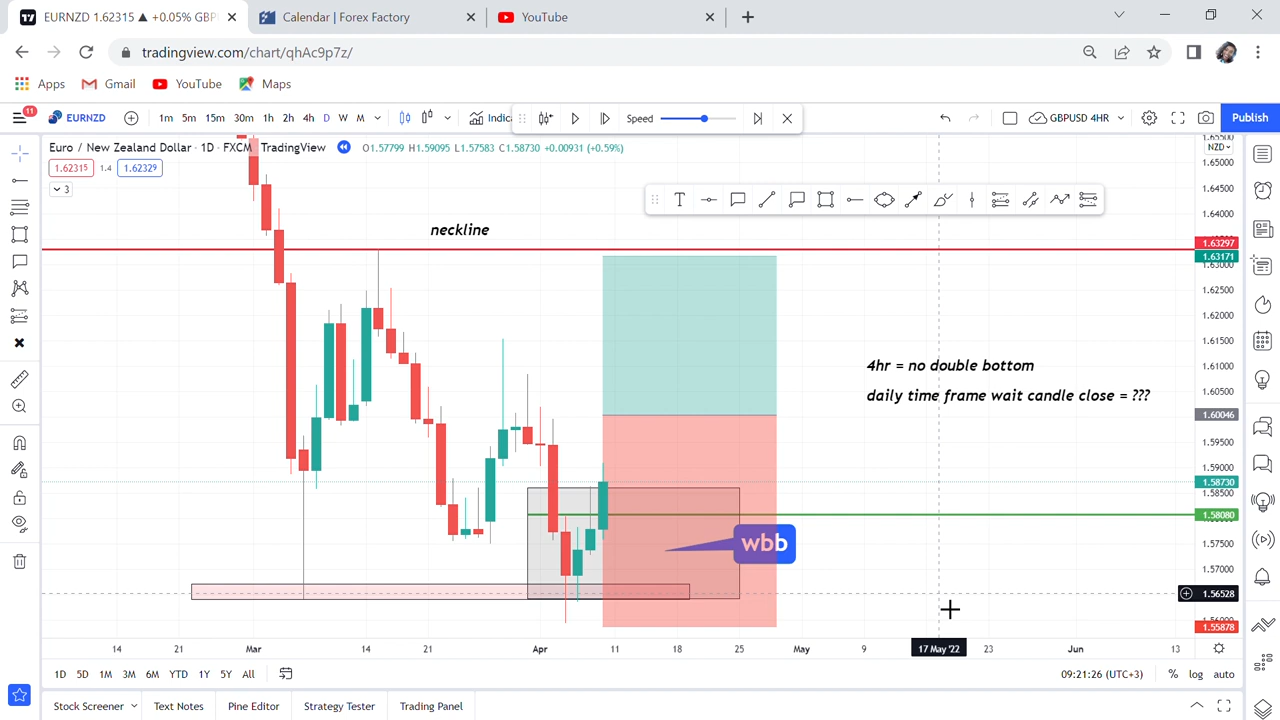 EURNZD 1.62315 ▲ +0.05% GBP
Calendar | Forex Factory
YouTube
tradingview.com/chart/qhAc9p7z/
Apps
Gmail
YouTube
Maps
11
EURNZD
1m 5m 15m 30m 1h 2h 4h D W M
Indic
Speed
GBPUSD 4HR
Publish
Euro / New Zealand Dollar · 1D · FXCM TradingView
O1.57799 H1.59095 L1.57583 C1.58730 +0.00931 (+0.59%)
NZD
1.62315 1.4 1.62329
3
1.65000
1.64500
1.64000
neckline
1.63297
1.63171
1.63000
1.62500
1.62000
1.61500
1.61000
4hr = no double bottom
1.60500
daily time frame wait candle close = ???
1.60046
1.59500
1.59000
1.58730
1.58500
1.58080
wbb
1.57500
1.57000
1.56528
1.55878
14 21 Mar 14 21 Apr 11 18 25 May 9 17 May '22 23 Jun 13
1D 5D 1M 3M 6M YTD 1Y 5Y All
09:21:26 (UTC+3)
% log auto
Stock Screener
Text Notes
Pine Editor
Strategy Tester
Trading Panel